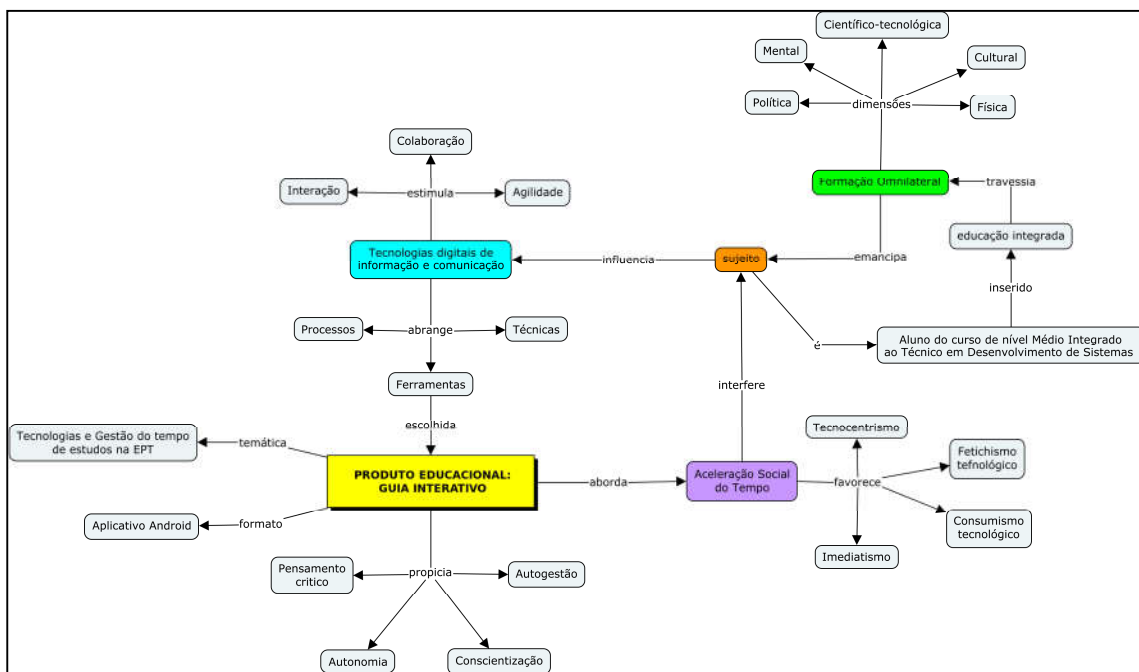 Científico-tecnológica
Mental
Cultural
Política
dimensões
Física
Colaboração
Interação
estimula
Agilidade
Formação Omnilateral
travessia
educação integrada
Tecnologias digitais de
informação e comunicação
influencia
sujeito
emancipa
inserido
Processos
abrange
Técnicas
é
Aluno do curso de nível Médio Integrado
ao Técnico em Desenvolvimento de Sistemas
Ferramentas
interfere
escolhida
Tecnologias e Gestão do tempo
de estudos na EPT
temática
Tecnocentrismo
Fetichismo
tefnológico
PRODUTO EDUCACIONAL:
GUIA INTERATIVO
aborda
Aceleração Social
do Tempo
favorece
Aplicativo Android
formato
Consumismo
tecnológico
Imediatismo
Pensamento
critico
propicia
Autogestão
Autonomia
Conscientização